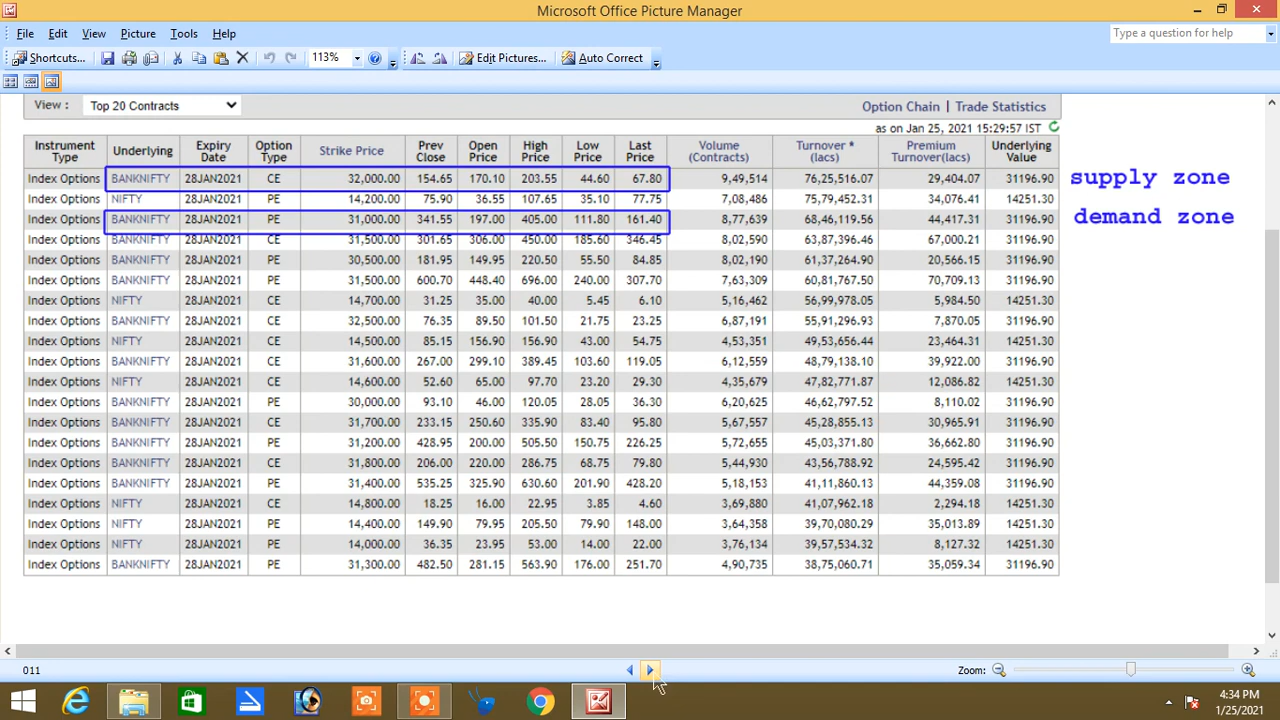 Microsoft Office Picture Manager
File Edit View Picture Tools Help
Type a question for help
Shortcuts... 113% Edit Pictures... Auto Correct
View : Top 20 Contracts
Option Chain | Trade Statistics
as on Jan 25, 2021 15:29:57 IST
Instrument Type Underlying Expiry Date Option Type Strike Price Prev Close Open Price High Price Low Price Last Price Volume (Contracts) Turnover * (lacs) Premium Turnover(lacs) Underlying Value
Index Options BANKNIFTY 28JAN2021 CE 32,000.00 154.65 170.10 203.55 44.60 67.80 9,49,514 76,25,516.07 29,404.07 31196.90 supply zone
Index Options NIFTY 28JAN2021 PE 14,200.00 75.90 36.55 107.65 35.10 77.75 7,08,486 75,79,452.31 34,076.41 14251.30
Index Options BANKNIFTY 28JAN2021 PE 31,000.00 341.55 197.00 405.00 111.80 161.40 8,77,639 68,46,119.56 44,417.31 31196.90 demand zone
Index Options BANKNIFTY 28JAN2021 CE 31,500.00 301.65 306.00 450.00 185.60 346.45 8,02,590 63,87,396.46 67,000.21 31196.90
Index Options BANKNIFTY 28JAN2021 PE 30,500.00 181.95 149.95 220.50 55.50 84.85 8,02,190 61,37,264.90 20,566.15 31196.90
Index Options BANKNIFTY 28JAN2021 PE 31,500.00 600.70 448.40 696.00 240.00 307.70 7,63,309 60,81,767.50 70,709.13 31196.90
Index Options NIFTY 28JAN2021 CE 14,700.00 31.25 35.00 40.00 5.45 6.10 5,16,462 56,99,978.05 5,984.50 14251.30
Index Options BANKNIFTY 28JAN2021 CE 32,500.00 76.35 89.50 101.50 21.75 23.25 6,87,191 55,91,296.93 7,870.05 31196.90
Index Options NIFTY 28JAN2021 CE 14,500.00 85.15 156.90 156.90 43.00 54.75 4,53,351 49,53,656.44 23,464.31 14251.30
Index Options BANKNIFTY 28JAN2021 CE 31,600.00 267.00 299.10 389.45 103.60 119.05 6,12,559 48,79,138.10 39,922.00 31196.90
Index Options NIFTY 28JAN2021 CE 14,600.00 52.60 65.00 97.70 23.20 29.30 4,35,679 47,82,771.87 12,086.82 14251.30
Index Options BANKNIFTY 28JAN2021 PE 30,000.00 93.10 46.00 120.05 28.05 36.30 6,20,625 46,62,797.52 8,110.02 31196.90
Index Options BANKNIFTY 28JAN2021 CE 31,700.00 233.15 250.60 335.90 83.40 95.80 5,67,557 45,28,855.13 30,965.91 31196.90
Index Options BANKNIFTY 28JAN2021 PE 31,200.00 428.95 200.00 505.50 150.75 226.25 5,72,655 45,03,371.80 36,662.80 31196.90
Index Options BANKNIFTY 28JAN2021 CE 31,800.00 206.00 220.00 286.75 68.75 79.80 5,44,930 43,56,788.92 24,595.42 31196.90
Index Options BANKNIFTY 28JAN2021 PE 31,400.00 535.25 325.90 630.60 201.90 428.20 5,18,153 41,11,860.13 44,359.08 31196.90
Index Options NIFTY 28JAN2021 CE 14,800.00 18.25 16.00 22.95 3.85 4.60 3,69,880 41,07,962.18 2,294.18 14251.30
Index Options NIFTY 28JAN2021 PE 14,400.00 149.90 79.95 205.50 79.90 148.00 3,64,358 39,70,080.29 35,013.89 14251.30
Index Options NIFTY 28JAN2021 PE 14,000.00 36.35 23.95 53.00 14.00 22.00 3,76,134 39,57,534.32 8,127.32 14251.30
Index Options BANKNIFTY 28JAN2021 PE 31,300.00 482.50 281.15 563.90 176.00 251.70 4,90,735 38,75,060.71 35,059.34 31196.90
011 Zoom:
4:34 PM
1/25/2021